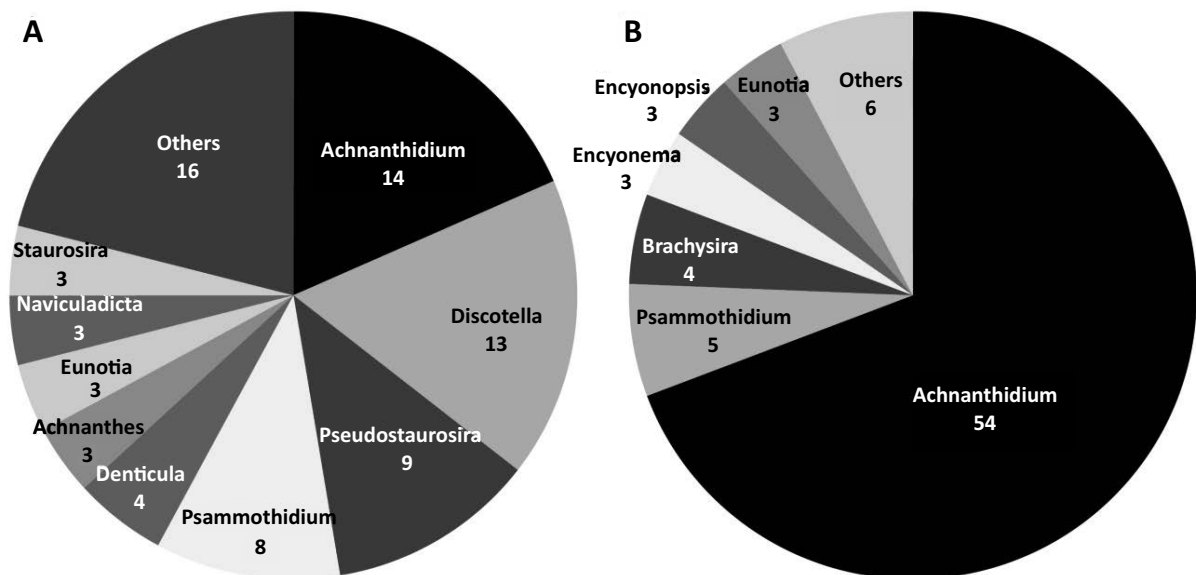 A
Others
16
Achnanthidium
14
Staurosira
3
Discotella
13
Naviculadicta
3
Eunotia
3
Achnanthes
3
Pseudostaurosira
9
Denticula
4
Psammothidium
8
B
Encyonopsis
3
Eunotia
3
Others
6
Encyonema
3
Brachysira
4
Psammothidium
5
Achnanthidium
54